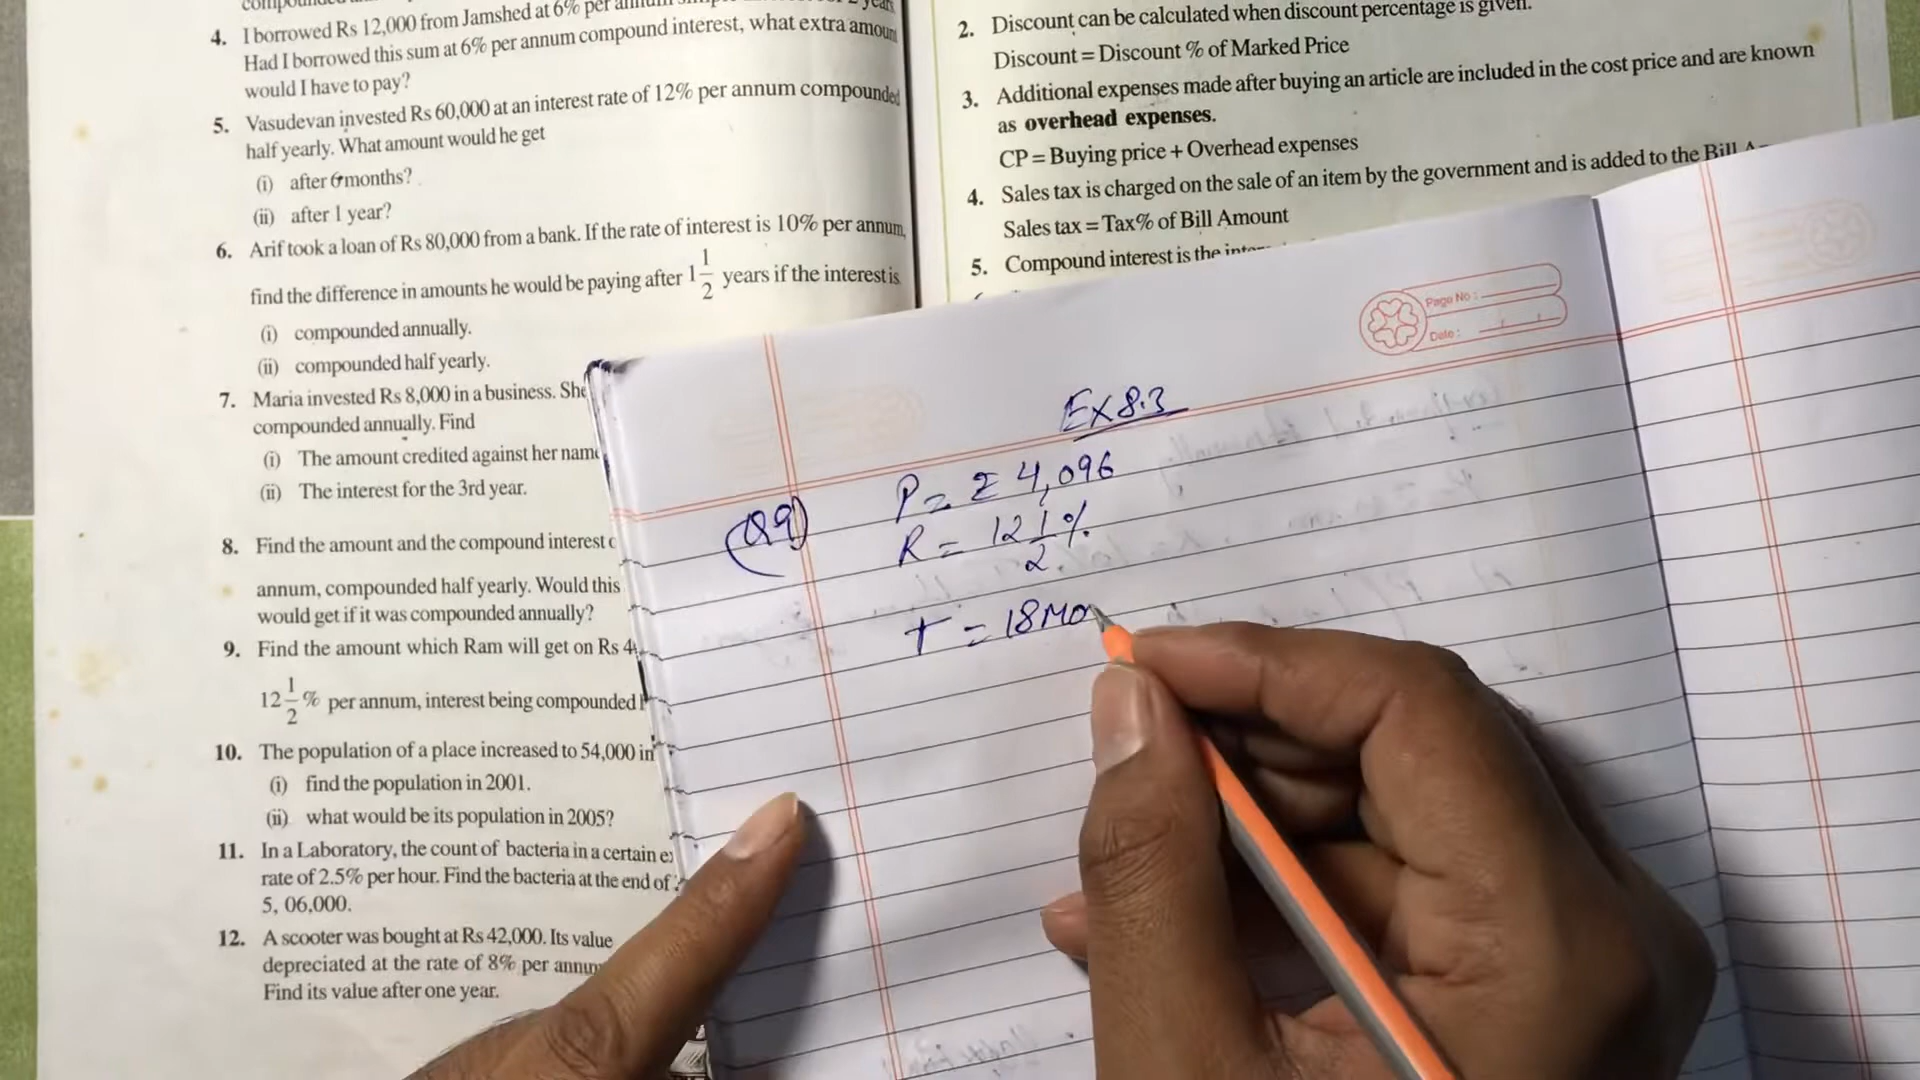 4. I borrowed Rs 12,000 from Jamshed at 6% per annum
Had I borrowed this sum at 6% per annum compound interest, what extra amount
would I have to pay?
5. Vasudevan invested Rs 60,000 at an interest rate of 12% per annum compounded
half yearly. What amount would he get
(i) after 6 months?
(ii) after 1 year?
6. Arif took a loan of Rs 80,000 from a bank. If the rate of interest is 10% per annum,
find the difference in amounts he would be paying after 1 1/2 years if the interest is
(i) compounded annually.
(ii) compounded half yearly.
7. Maria invested Rs 8,000 in a business. She
compounded annually. Find
(i) The amount credited against her name
(ii) The interest for the 3rd year.
8. Find the amount and the compound interest
annum, compounded half yearly. Would this
would get if it was compounded annually?
9. Find the amount which Ram will get on Rs 4
12 1/2 % per annum, interest being compounded
10. The population of a place increased to 54,000 in
(i) find the population in 2001.
(ii) what would be its population in 2005?
11. In a Laboratory, the count of bacteria in a certain
rate of 2.5% per hour. Find the bacteria at the end of
5, 06,000.
12. A scooter was bought at Rs 42,000. Its value
depreciated at the rate of 8% per annum
Find its value after one year.
2. Discount can be calculated when discount percentage is given.
Discount = Discount % of Marked Price
3. Additional expenses made after buying an article are included in the cost price and are known
as overhead expenses.
CP = Buying price + Overhead expenses
4. Sales tax is charged on the sale of an item by the government and is added to the Bill
Sales tax = Tax% of Bill Amount
5. Compound interest is the
Page No :
Date :
Ex 8.3
Q9) P = ₹ 4,096
R = 12 1/2 %
T = 18 Mo